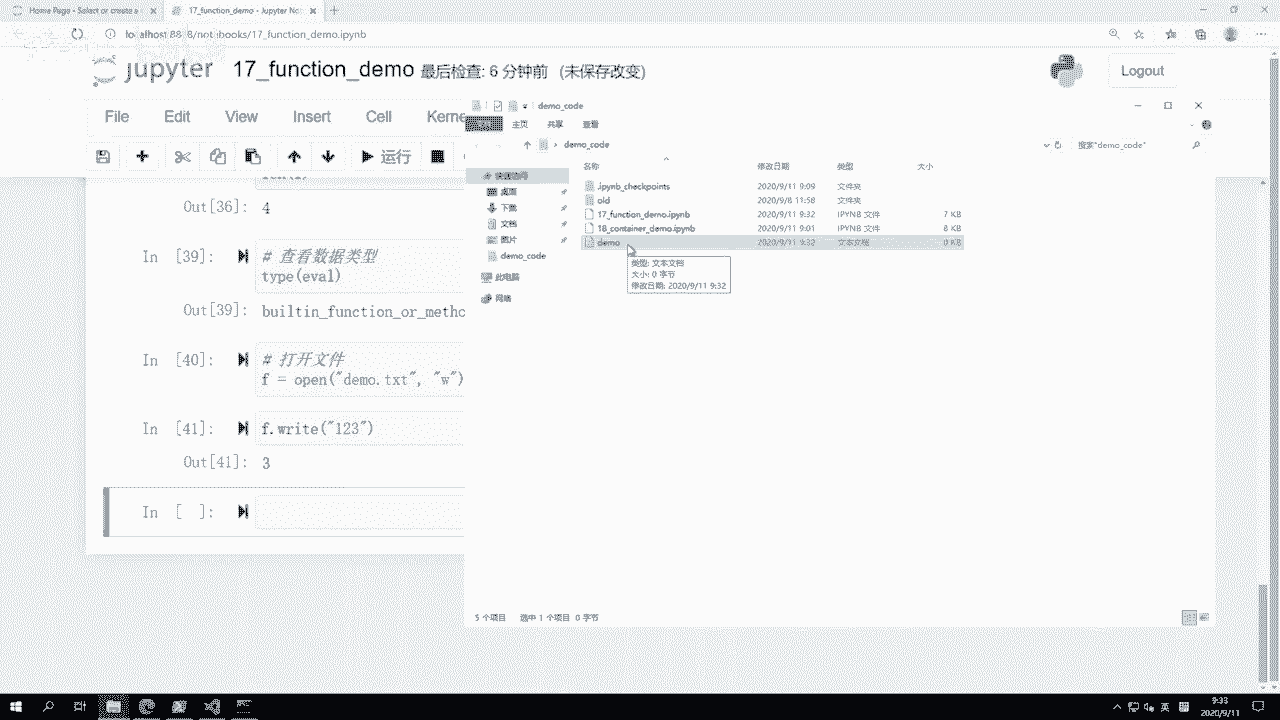 Home Page - Select or create a
17_function_demo - Jupyter Not
localhost:8888/notebooks/17_function_demo.ipynb
jupyter 17_function_demo 最后检查: 6 分钟前 (未保存改变)
Logout
File Edit View Insert Cell Kerne
运行
Out[36]: 4
In [39]: # 查看数据类型
type(eval)
Out[39]: builtin_function_or_metho
In [40]: # 打开文件
f = open("demo.txt", "w")
In [41]: f.write("123")
Out[41]: 3
In [ ]:
demo_code
主页 共享 查看
demo_code
搜索"demo_code"
名称 修改日期 类型 大小
快速访问
桌面
下载
文档
图片
demo_code
此电脑
网络
.ipynb_checkpoints 2020/9/11 9:09 文件夹
old 2020/9/8 11:58 文件夹
17_function_demo.ipynb 2020/9/11 9:32 IPYNB 文件 7 KB
18_container_demo.ipynb 2020/9/11 9:01 IPYNB 文件 8 KB
demo 2020/9/11 9:32 文本文档 0 KB
类型: 文本文档
大小: 0 字节
修改日期: 2020/9/11 9:32
5 个项目 选中 1 个项目 0 字节
英
9:33
2020/9/11